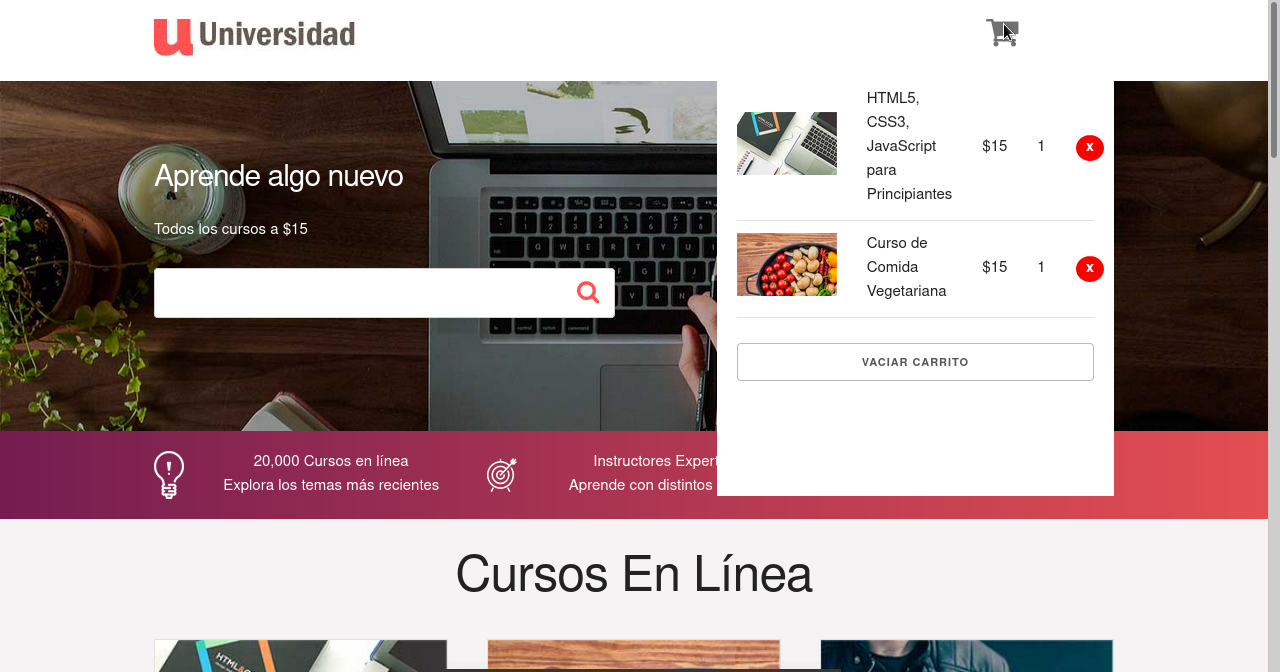 Universidad
HTML5,
CSS3,
JavaScript
para
Principiantes
$15
1
x
Curso de
Comida
Vegetariana
$15
1
x
VACIAR CARRITO
Aprende algo nuevo
Todos los cursos a $15
20,000 Cursos en línea
Explora los temas más recientes
Instructores Expert
Aprende con distintos
Cursos En Línea